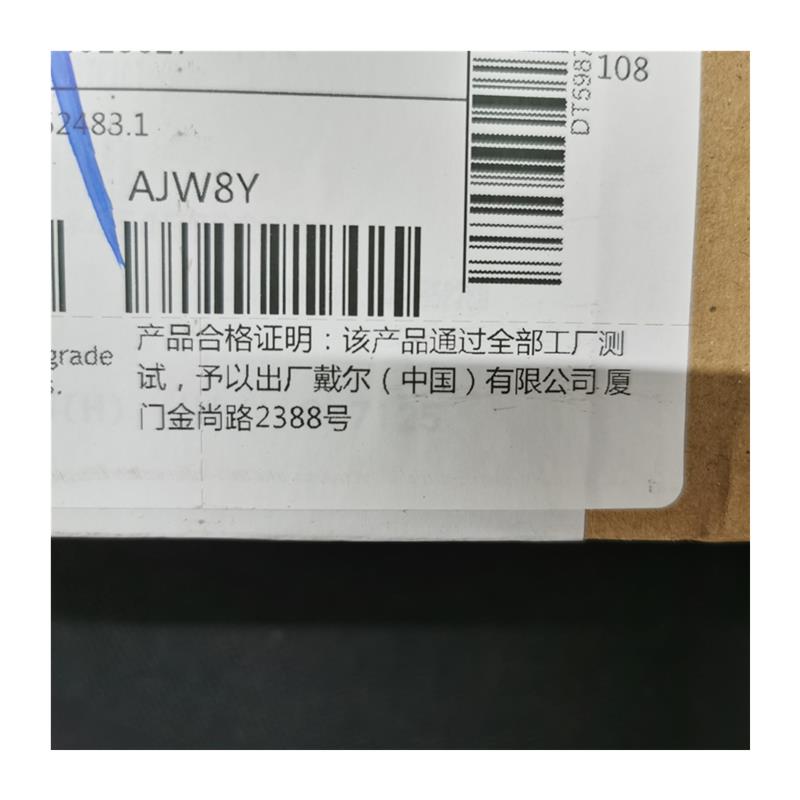 108
52483.1
DT5987
AJW8Y
grade
产品合格证明：该产品通过全部工厂测
试，予以出厂戴尔（中国）有限公司 厦
门金尚路2388号